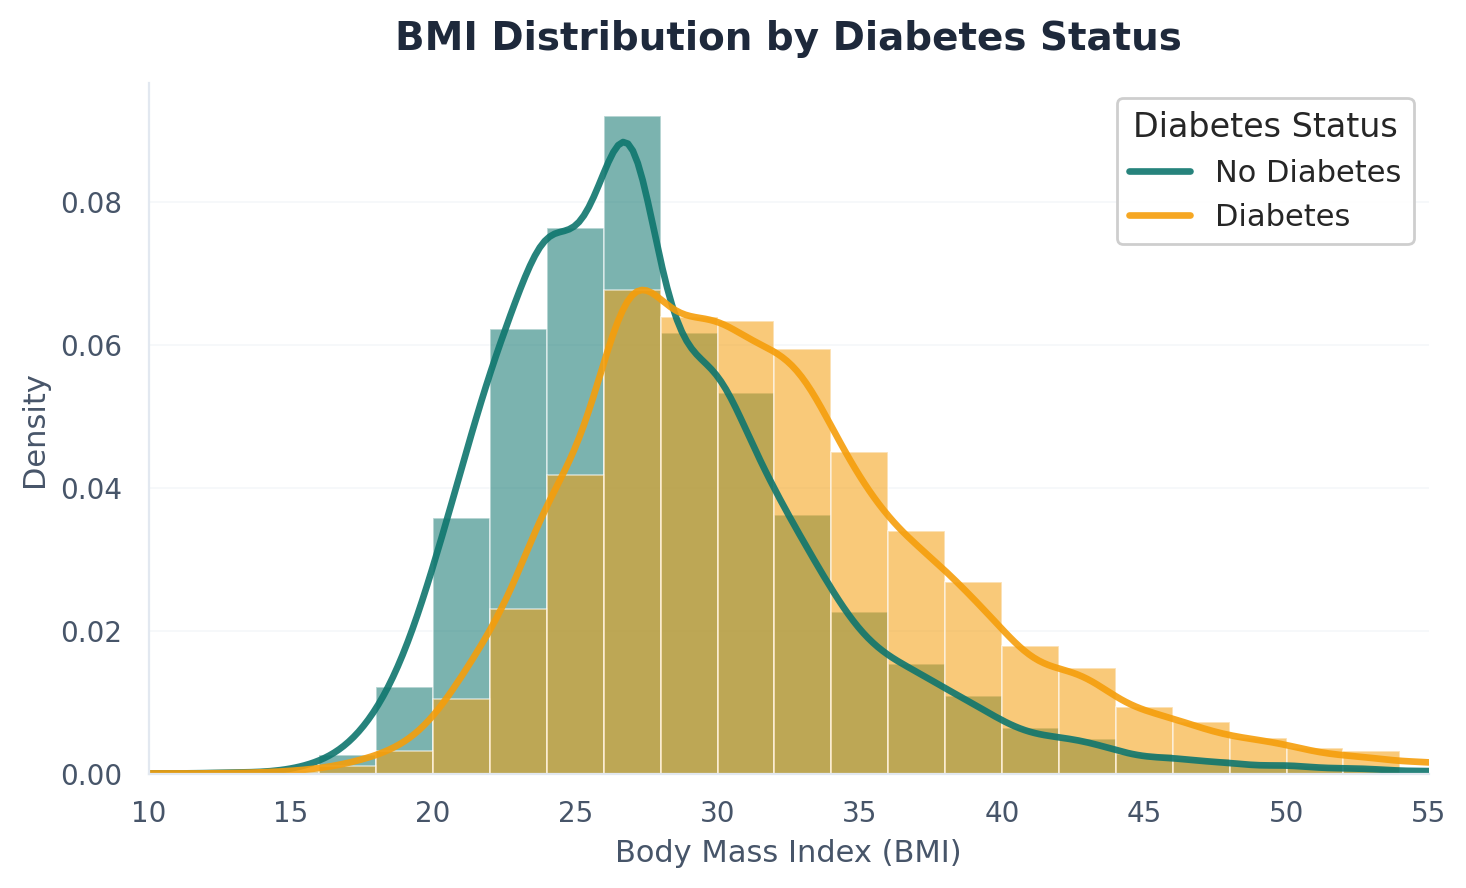 BMI Distribution by Diabetes Status
Diabetes Status
No Diabetes
Diabetes
Density
0.08
0.06
0.04
0.02
0.00
10 15 20 25 30 35 40 45 50 55
Body Mass Index (BMI)